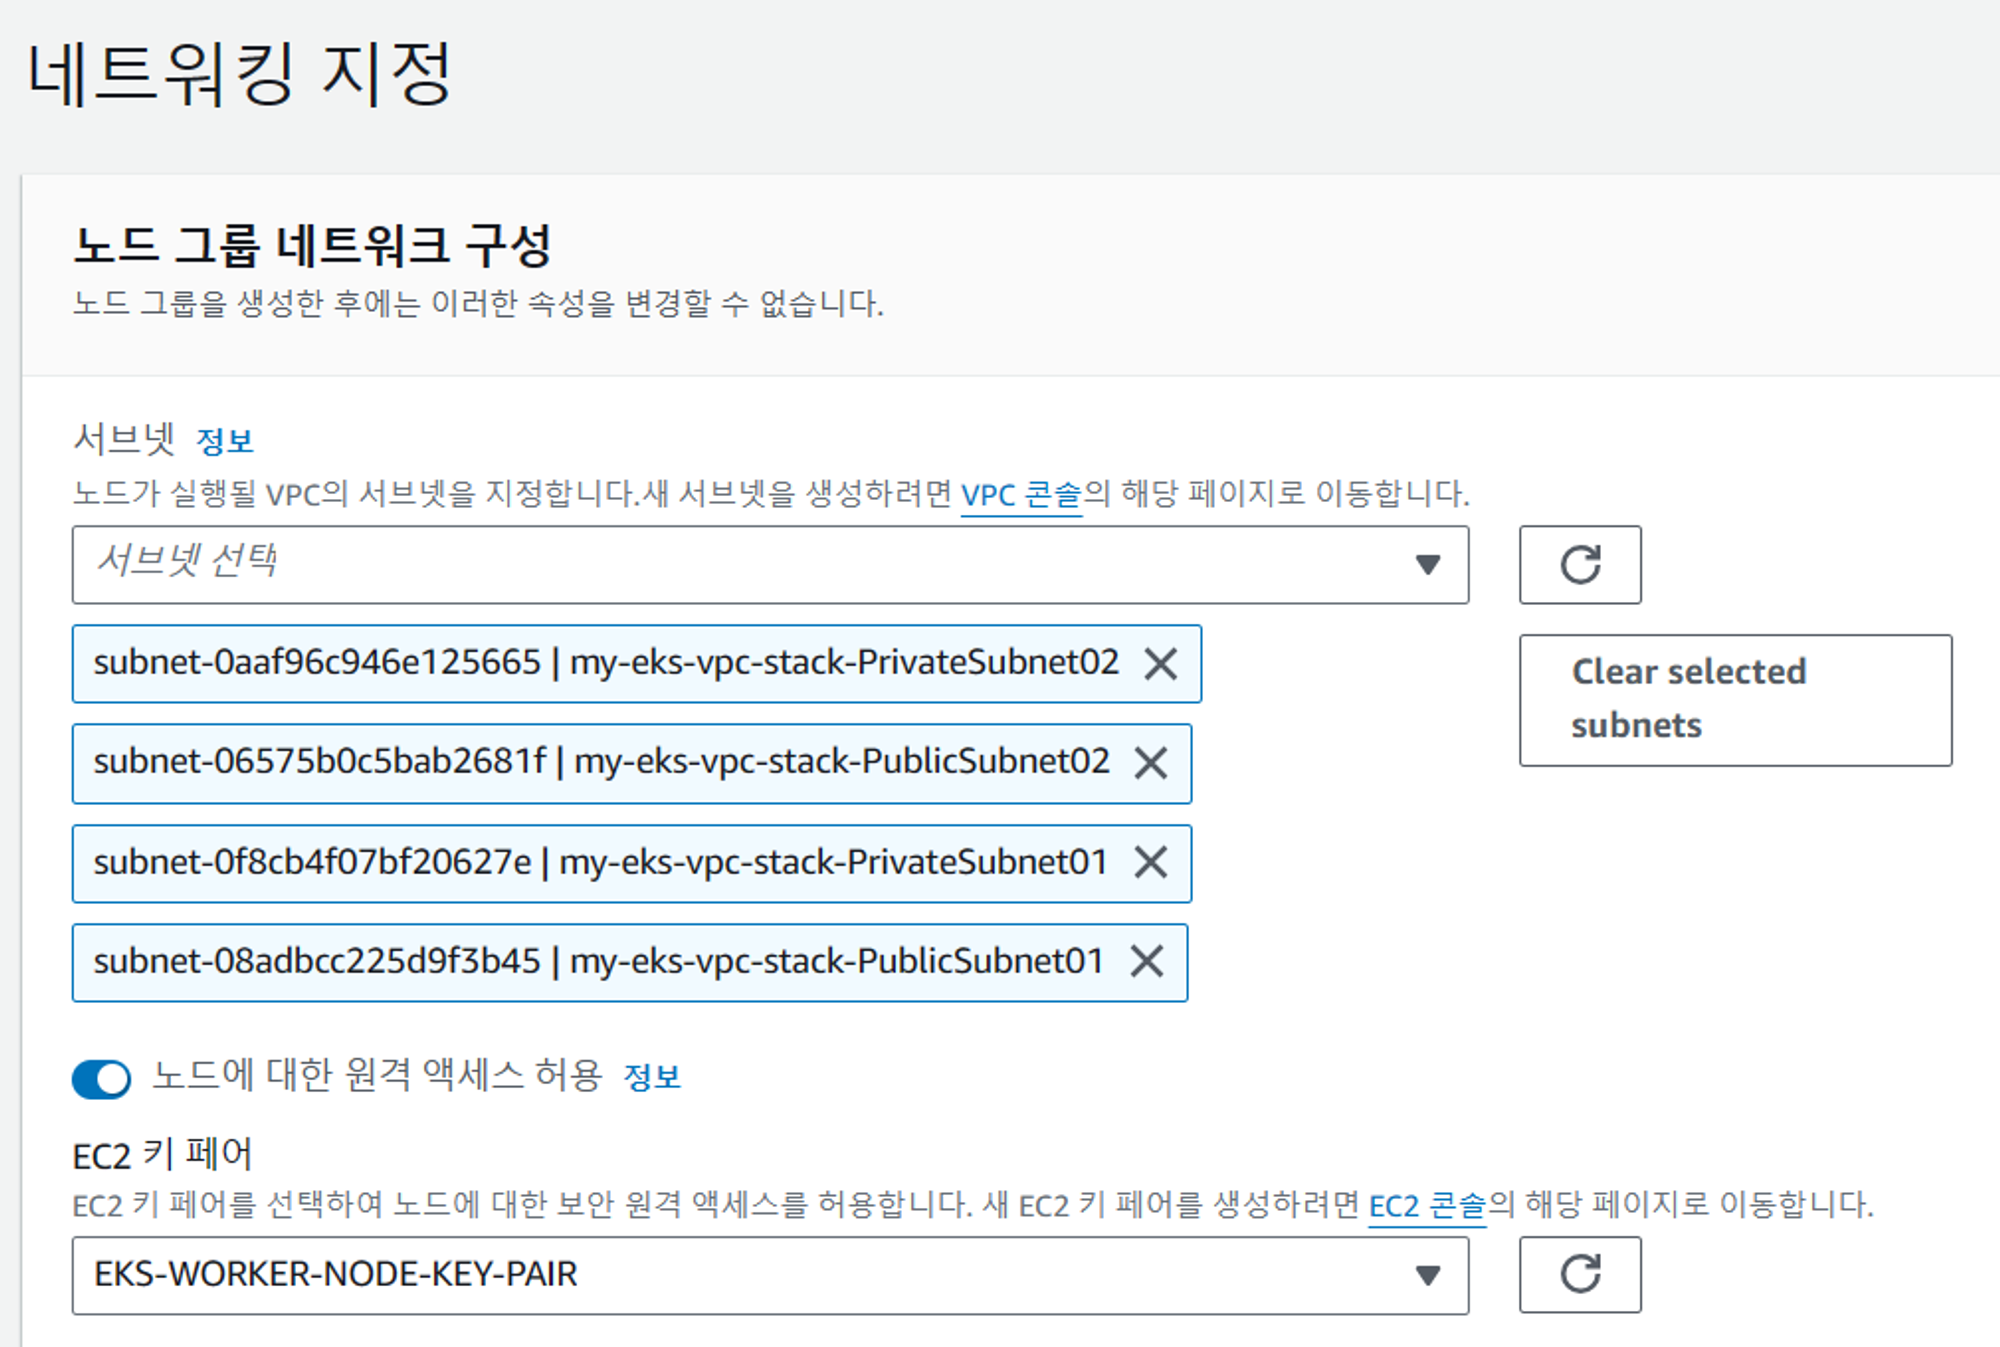 네트워킹 지정
노드 그룹 네트워크 구성
노드 그룹을 생성한 후에는 이러한 속성을 변경할 수 없습니다.
서브넷 정보
노드가 실행될 VPC의 서브넷을 지정합니다.새 서브넷을 생성하려면 VPC 콘솔의 해당 페이지로 이동합니다.
서브넷 선택
subnet-0aaf96c946e125665 | my-eks-vpc-stack-PrivateSubnet02
Clear selected
subnets
subnet-06575b0c5bab2681f | my-eks-vpc-stack-PublicSubnet02
subnet-0f8cb4f07bf20627e | my-eks-vpc-stack-PrivateSubnet01
subnet-08adbcc225d9f3b45 | my-eks-vpc-stack-PublicSubnet01
노드에 대한 원격 액세스 허용 정보
EC2 키 페어
EC2 키 페어를 선택하여 노드에 대한 보안 원격 액세스를 허용합니다. 새 EC2 키 페어를 생성하려면 EC2 콘솔의 해당 페이지로 이동합니다.
EKS-WORKER-NODE-KEY-PAIR